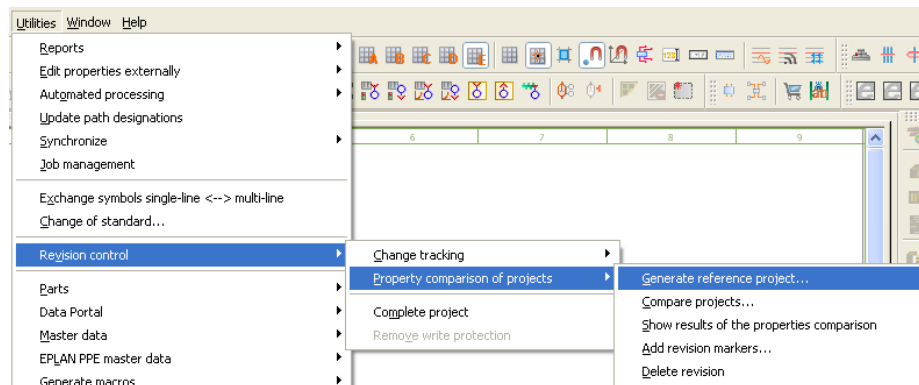 Utilities Window Help
Reports
Edit properties externally
Automated processing
Update path designations
Synchronize
Job management
Exchange symbols single-line <--> multi-line
Change of standard...
Revision control
Parts
Data Portal
Master data
EPLAN PPE master data
Generate macros
Change tracking
Property comparison of projects
Complete project
Remove write protection
Generate reference project...
Compare projects...
Show results of the properties comparison
Add revision markers...
Delete revision
A B C D E
6 7 8 9